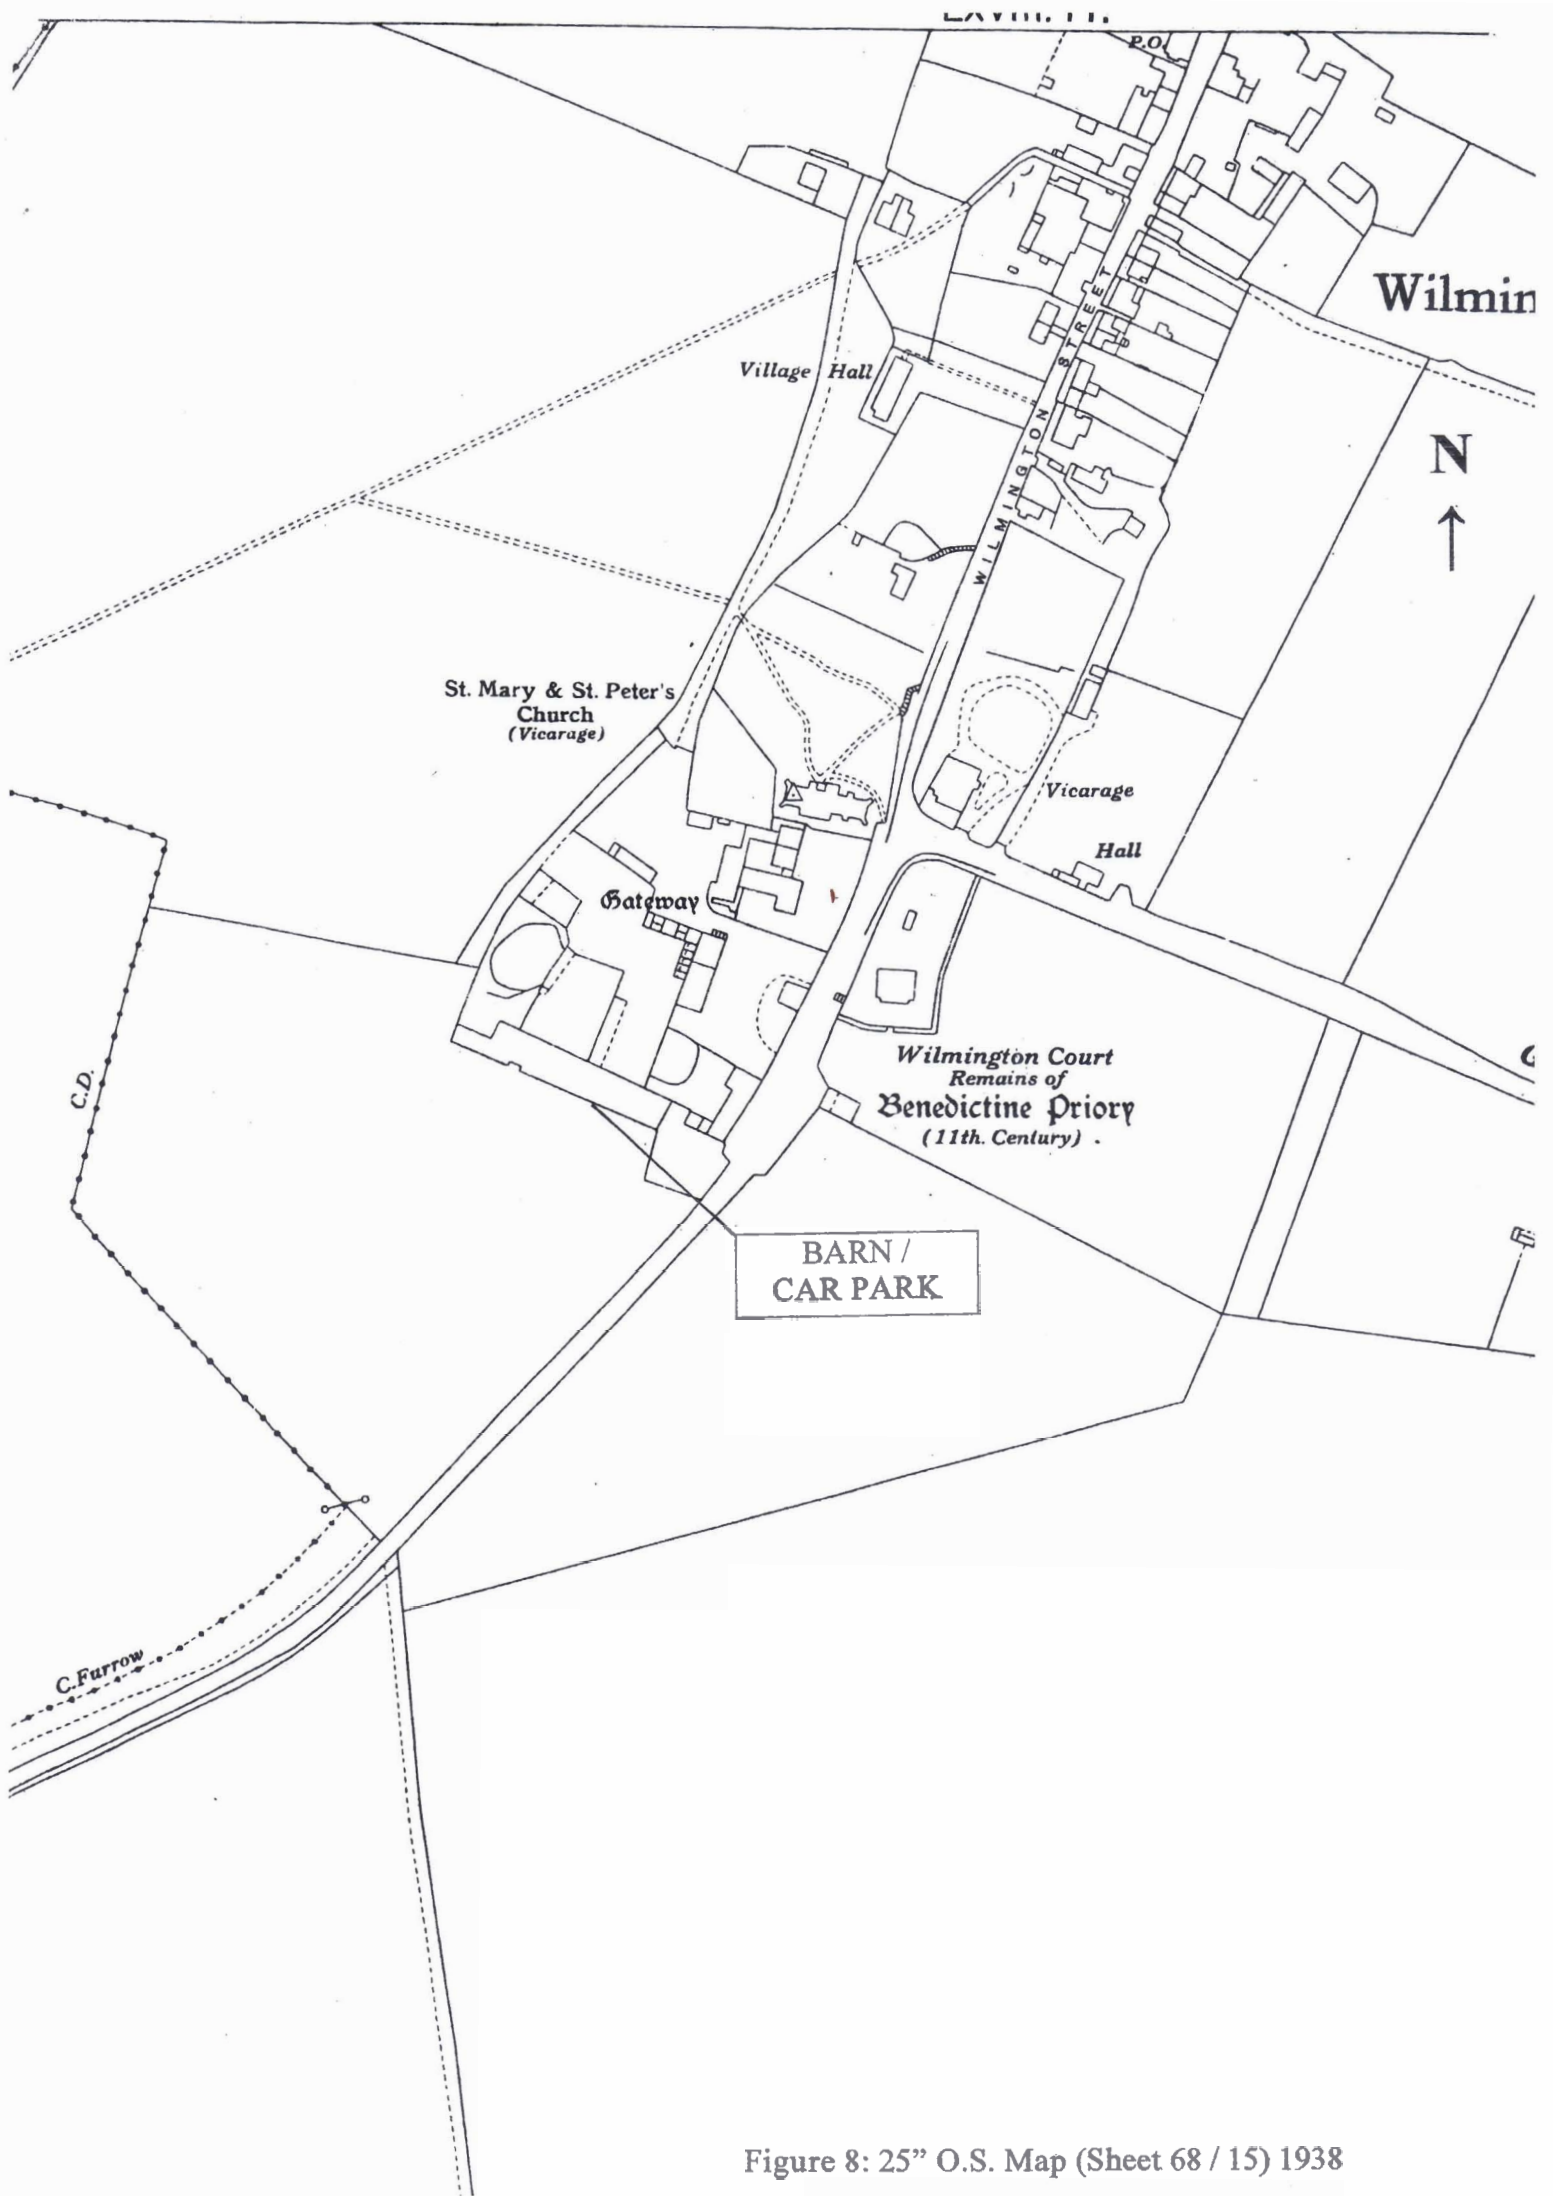 P.O.
Wilmin
Village Hall
WILMINGTON STREET
N
St. Mary & St. Peter's
Church
(Vicarage)
Vicarage
Hall
Gateway
Wilmington Court
Remains of
Benedictine Priory
(11th. Century)
C.D.
BARN /
CAR PARK
C.Furrow
Figure 8: 25” O.S. Map (Sheet 68 / 15) 1938